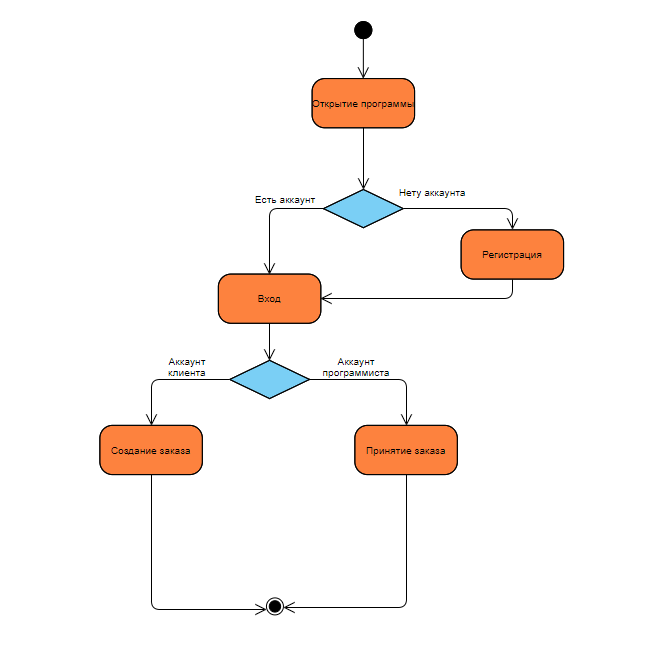 Открытие программы
Есть аккаунт
Нету аккаунта
Регистрация
Вход
Аккаунт
клиента
Аккаунт
программиста
Создание заказа
Принятие заказа